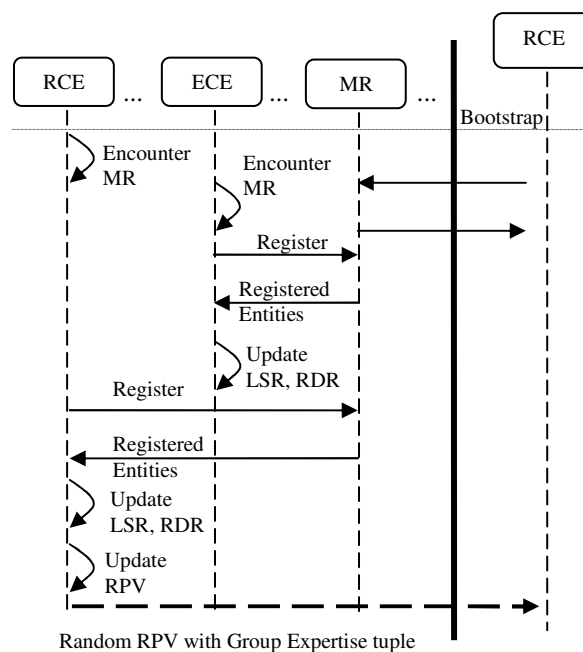 RCE
RCE ... ECE ... MR ...
Bootstrap
Encounter
MR
Encounter
MR
Register
Registered
Entities
Update
LSR, RDR
Register
Registered
Entities
Update
LSR, RDR
Update
RPV
Random RPV with Group Expertise tuple